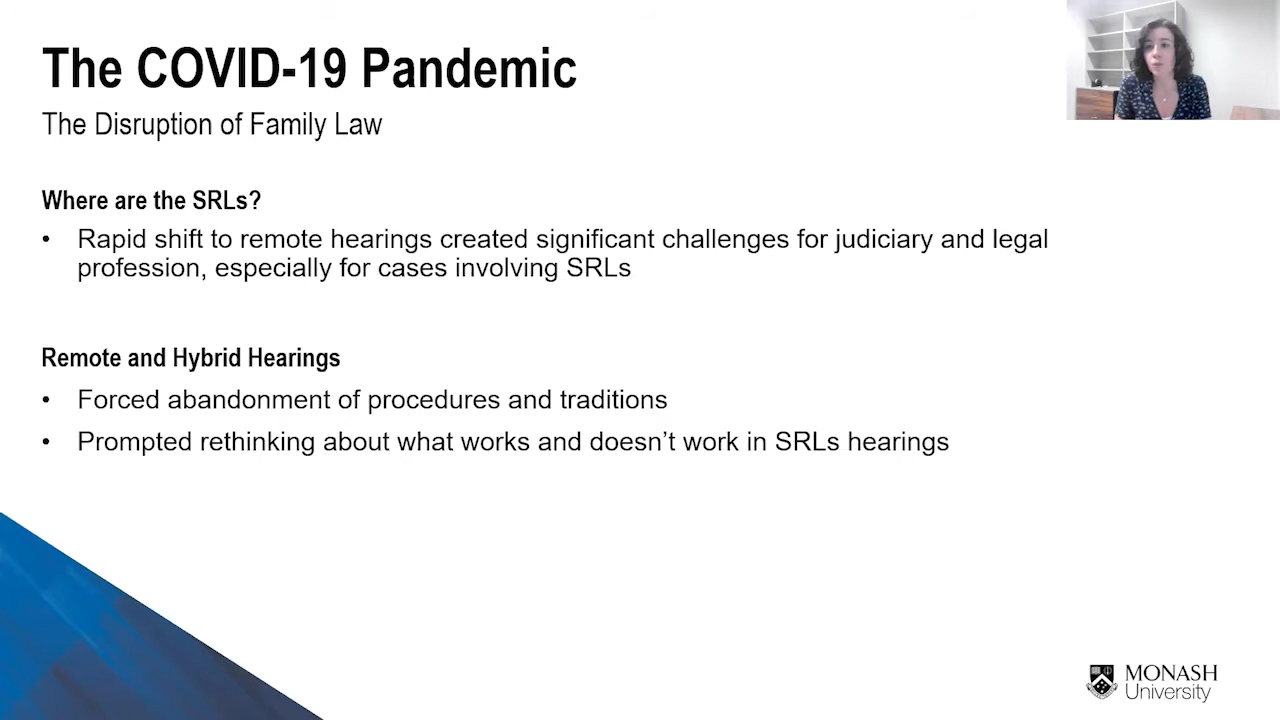 The COVID-19 Pandemic
The Disruption of Family Law
Where are the SRLs?
• Rapid shift to remote hearings created significant challenges for judiciary and legal
profession, especially for cases involving SRLs
Remote and Hybrid Hearings
• Forced abandonment of procedures and traditions
• Prompted rethinking about what works and doesn't work in SRLs hearings
MONASH
University